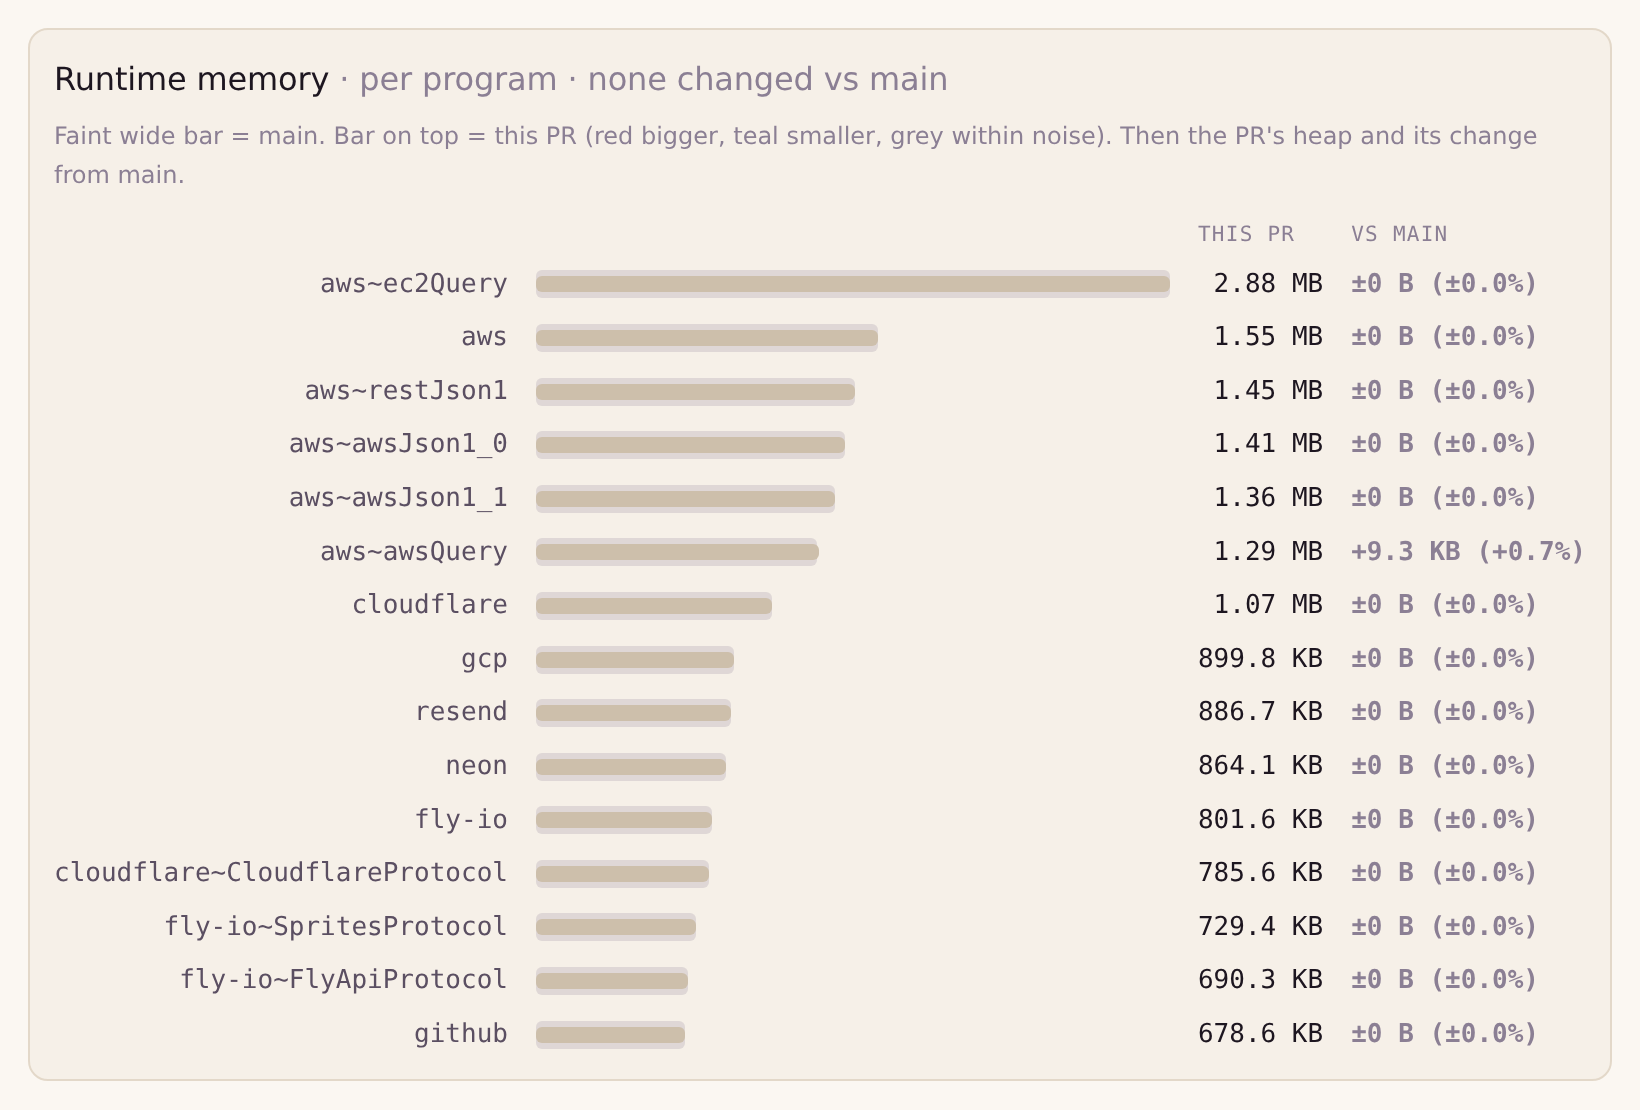 Runtime memory · per program · none changed vs main
Faint wide bar = main. Bar on top = this PR (red bigger, teal smaller, grey within noise). Then the PR's heap and its change
from main.
THIS PR VS MAIN
aws~ec2Query 2.88 MB ±0 B (±0.0%)
aws 1.55 MB ±0 B (±0.0%)
aws~restJson1 1.45 MB ±0 B (±0.0%)
aws~awsJson1_0 1.41 MB ±0 B (±0.0%)
aws~awsJson1_1 1.36 MB ±0 B (±0.0%)
aws~awsQuery 1.29 MB +9.3 KB (+0.7%)
cloudflare 1.07 MB ±0 B (±0.0%)
gcp 899.8 KB ±0 B (±0.0%)
resend 886.7 KB ±0 B (±0.0%)
neon 864.1 KB ±0 B (±0.0%)
fly-io 801.6 KB ±0 B (±0.0%)
cloudflare~CloudflareProtocol 785.6 KB ±0 B (±0.0%)
fly-io~SpritesProtocol 729.4 KB ±0 B (±0.0%)
fly-io~FlyApiProtocol 690.3 KB ±0 B (±0.0%)
github 678.6 KB ±0 B (±0.0%)